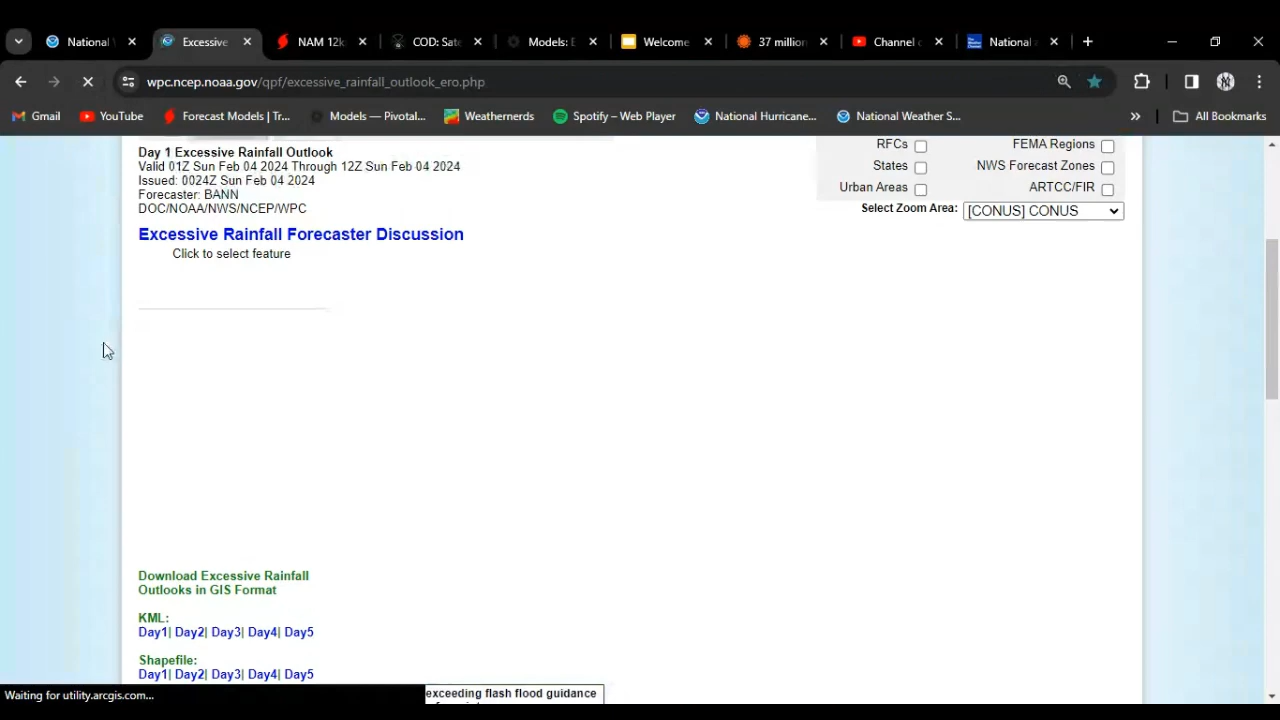 National
Excessive
NAM 12k
COD: Sate
Models: E
Welcome
37 million
Channel c
National a
wpc.ncep.noaa.gov/qpf/excessive_rainfall_outlook_ero.php
Gmail
YouTube
Forecast Models | Tr...
Models — Pivotal...
Weathernerds
Spotify – Web Player
National Hurricane...
National Weather S...
»
All Bookmarks
RFCs
FEMA Regions
States
NWS Forecast Zones
Urban Areas
ARTCC/FIR
Select Zoom Area:
[CONUS] CONUS
Day 1 Excessive Rainfall Outlook
Valid 01Z Sun Feb 04 2024 Through 12Z Sun Feb 04 2024
Issued: 0024Z Sun Feb 04 2024
Forecaster: BANN
DOC/NOAA/NWS/NCEP/WPC
Excessive Rainfall Forecaster Discussion
Click to select feature
Download Excessive Rainfall
Outlooks in GIS Format
KML:
Day1| Day2| Day3| Day4| Day5
Shapefile:
Day1| Day2| Day3| Day4| Day5
Waiting for utility.arcgis.com...
exceeding flash flood guidance